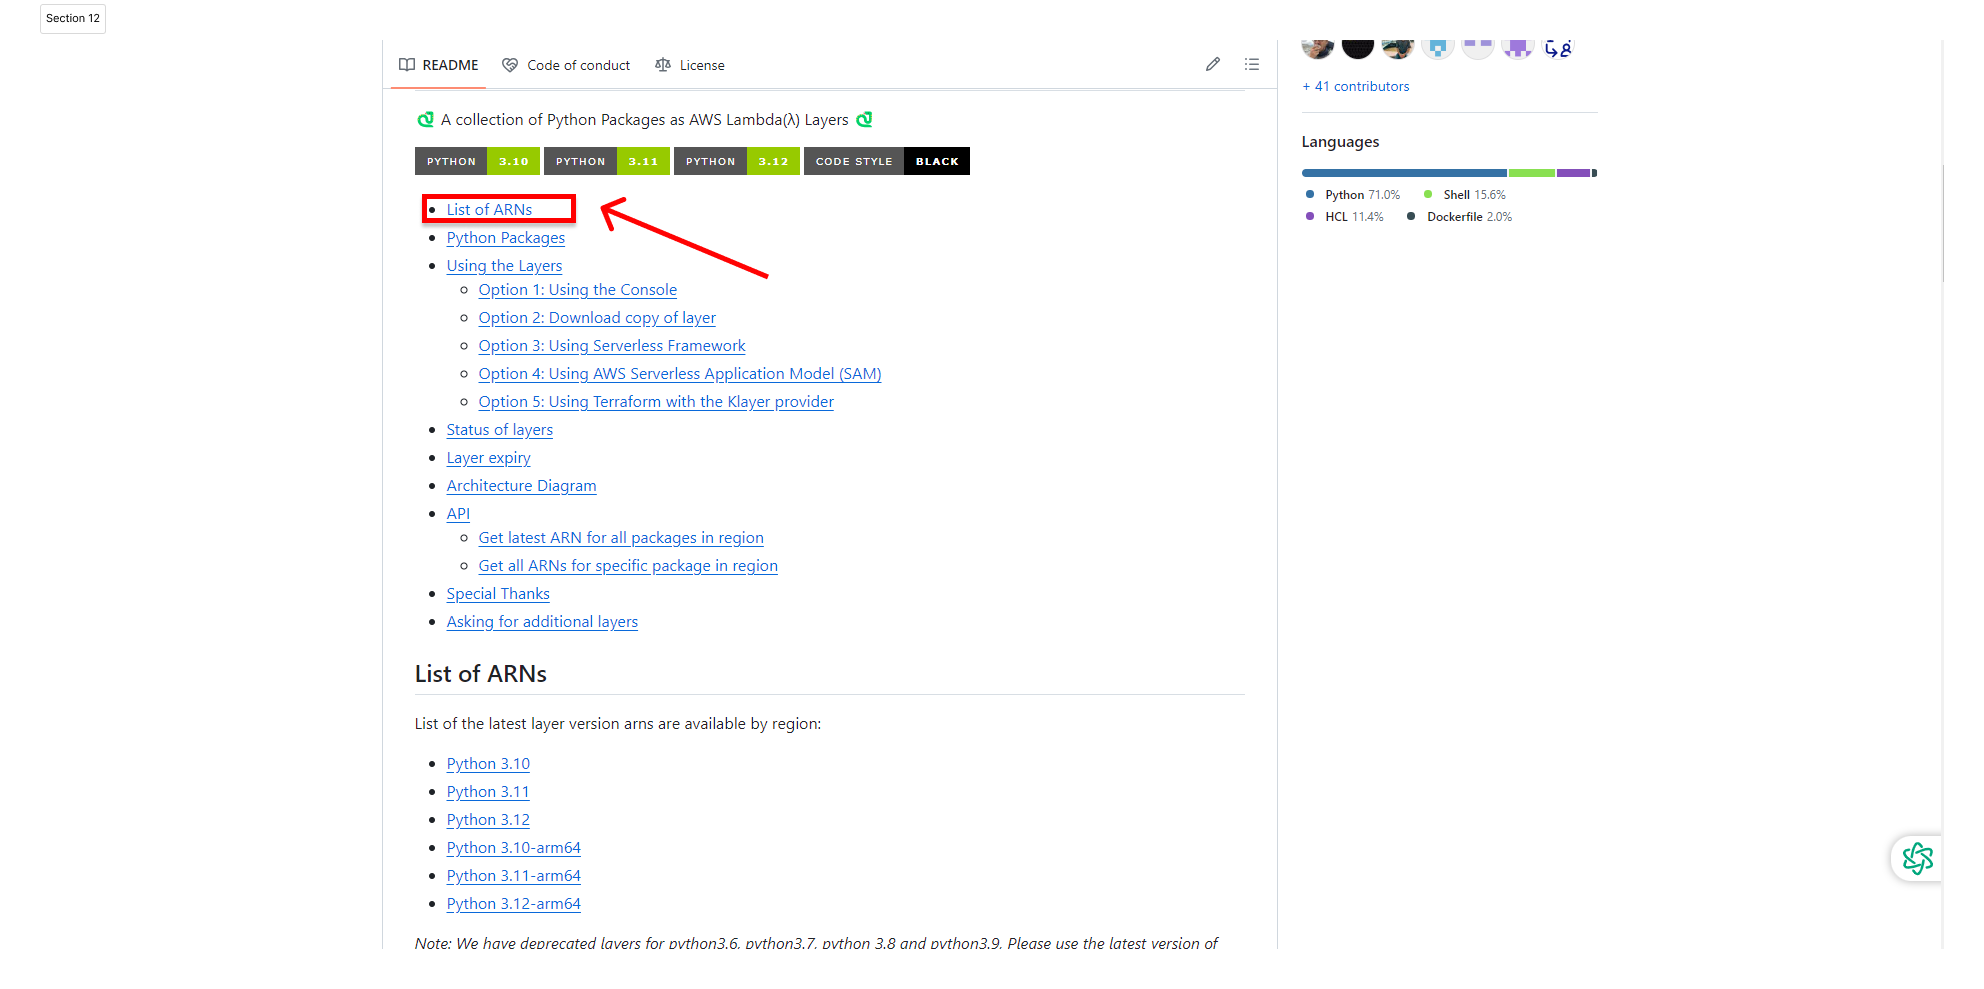 Section 12
README Code of conduct License
A collection of Python Packages as AWS Lambda(λ) Layers
PYTHON 3.10 PYTHON 3.11 PYTHON 3.12 CODE STYLE BLACK
List of ARNs
Python Packages
Using the Layers
Option 1: Using the Console
Option 2: Download copy of layer
Option 3: Using Serverless Framework
Option 4: Using AWS Serverless Application Model (SAM)
Option 5: Using Terraform with the Klayer provider
Status of layers
Layer expiry
Architecture Diagram
API
Get latest ARN for all packages in region
Get all ARNs for specific package in region
Special Thanks
Asking for additional layers
List of ARNs
List of the latest layer version arns are available by region:
Python 3.10
Python 3.11
Python 3.12
Python 3.10-arm64
Python 3.11-arm64
Python 3.12-arm64
Note: We have deprecated layers for python3.6, python3.7, python 3.8 and python3.9. Please use the latest version of
+ 41 contributors
Languages
Python 71.0% Shell 15.6%
HCL 11.4% Dockerfile 2.0%